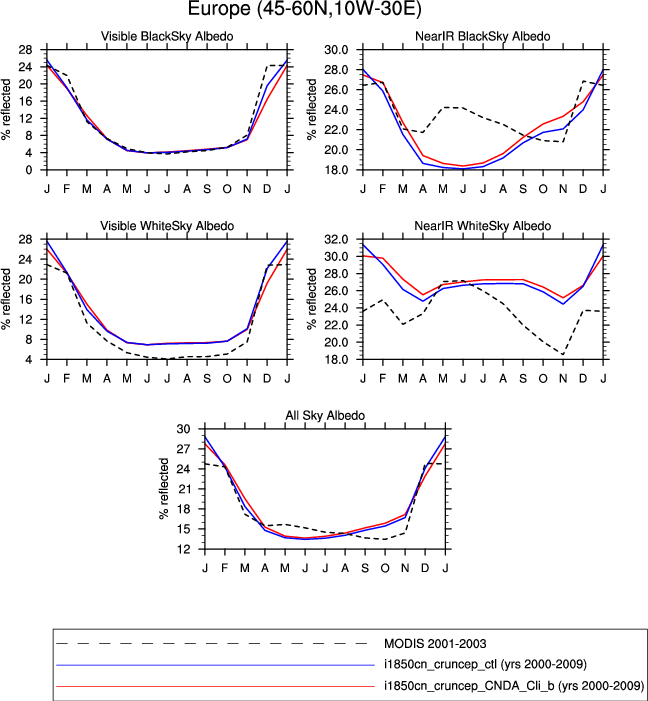 Europe (45-60N,10W-30E)
Visible BlackSky Albedo
% reflected
28
24
20
16
12
8
4
0
J F M A M J J A S O N D J
NearIR BlackSky Albedo
% reflected
30.0
28.0
26.0
24.0
22.0
20.0
18.0
J F M A M J J A S O N D J
Visible WhiteSky Albedo
% reflected
28
24
20
16
12
8
4
J F M A M J J A S O N D J
NearIR WhiteSky Albedo
% reflected
32.0
30.0
28.0
26.0
24.0
22.0
20.0
18.0
J F M A M J J A S O N D J
All Sky Albedo
% reflected
30
27
24
21
18
15
12
J F M A M J J A S O N D J
MODIS 2001-2003
i1850cn_cruncep_ctl (yrs 2000-2009)
i1850cn_cruncep_CNDA_Cli_b (yrs 2000-2009)